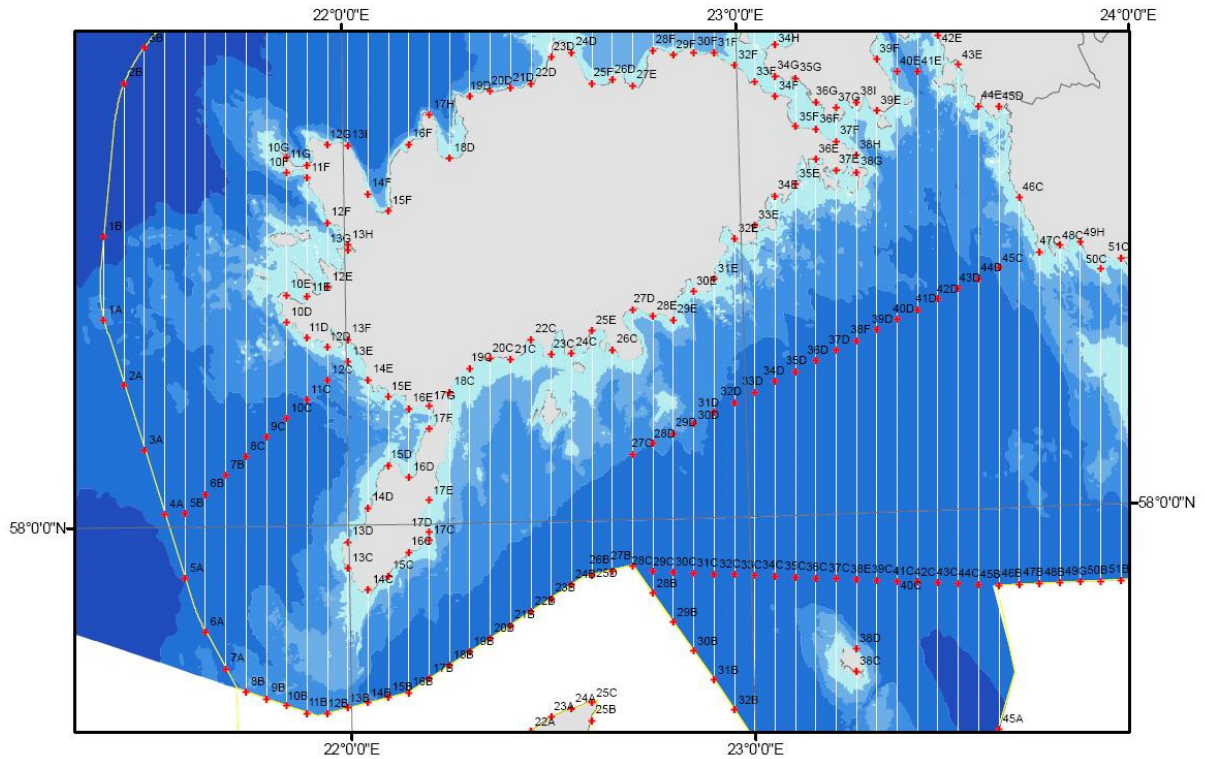 22°0'0"E 23°0'0"E 24°0'0"E
3B 23D 24D 28F 29F 30F 31F 34H 39F 42E
2B 19D 20D 21D 22D 25F 26D 27E 32F 33E 34G 35G 40E 41E 43E
17H 34F 36G 37G 38I 39E 44E 45D
10G 11G 12G 13I 16F 18D 35F 36F 37F
10F 11F 36E 37E 38H 38G
14F 15F 34E 35E 46C
1B 12F 13G 13H 32E 33E 47C 48C 49H
10E 11E 12E 30E 31E 44D 45C 50C 51C
1A 10D 11D 12D 13F 27D 28E 29E 40D 41D 42D 43D
13E 22C 23C 24C 25E 26C 38F 39D
2A 12C 14E 19C 20C 21C 35D 36D 37D
11C 15E 16E 17G 18C 32D 33D 34D
9C 10C 17F 29D 30D 31D
3A 8C 27C 28D
7B 15D 16D
4A 5B 6B 14D 17E
58°0'0"N 58°0'0"N
13D 17D 17C
13C 14C 15C 16C
5A 24B 25D 26B 27B 28C 29C 30C 31C 32C 33C 34C 35C 36C 37C 38E 39C 41C 42C 43C 44C 45B 46B 47B 48B 49G 50B 51B
40C
6A 19B 20B 21B 22B 23B 28B 29B
7A 17B 18B 30B 38D
8B 9B 10B 11B 12B 13B 14B 15B 16B 31B 38C
22A 23A 24A 25C 25B 32B 45A
22°0'0"E 23°0'0"E